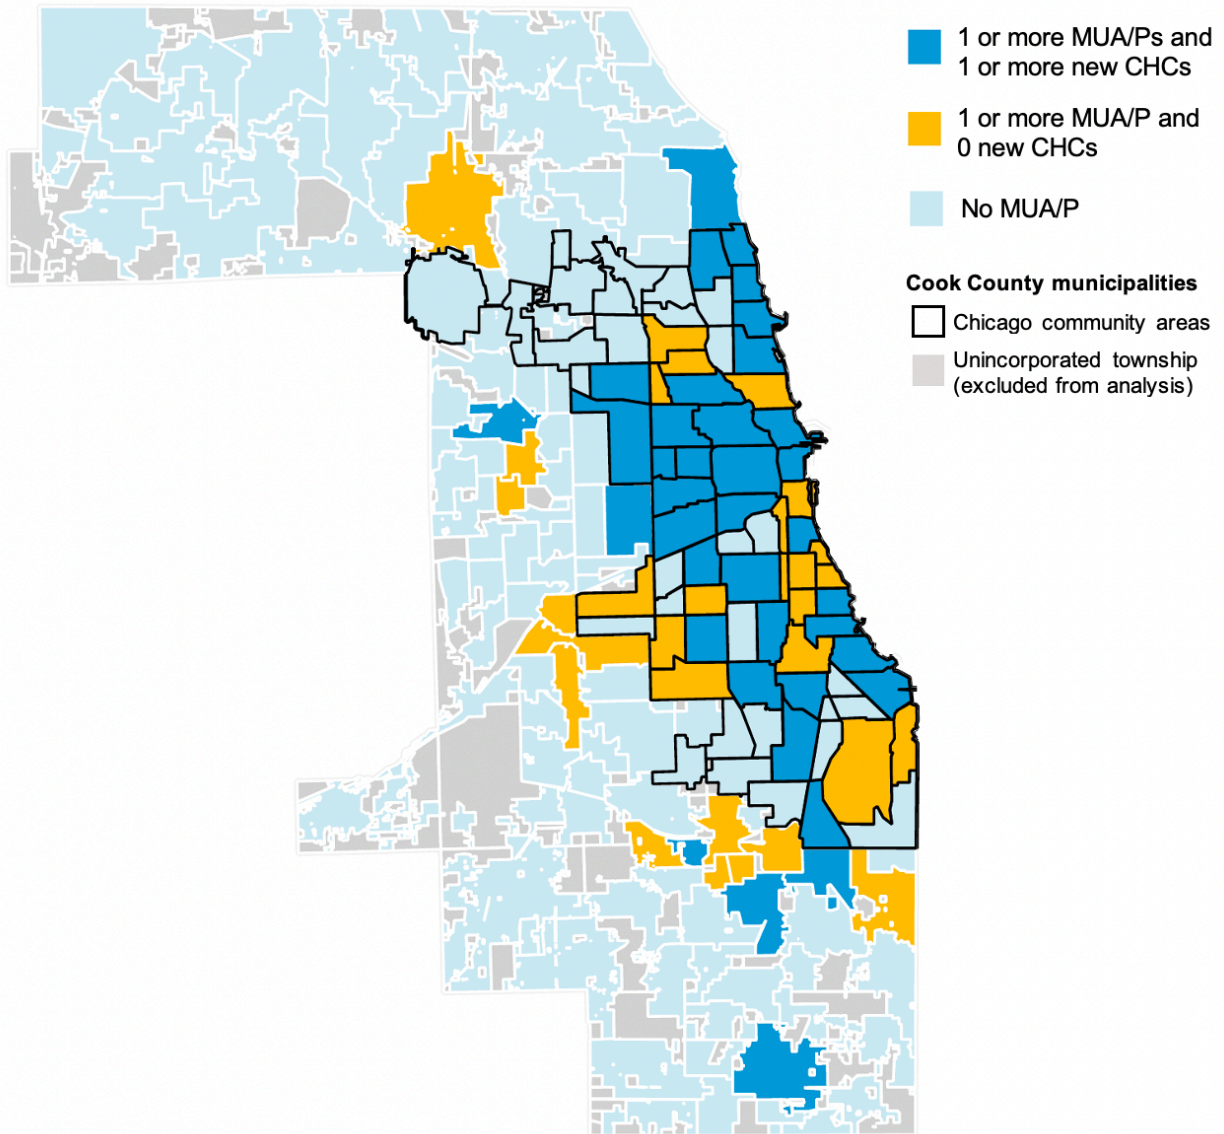 1 or more MUA/Ps and
1 or more new CHCs
1 or more MUA/P and
0 new CHCs
No MUA/P
Cook County municipalities
Chicago community areas
Unincorporated township
(excluded from analysis)